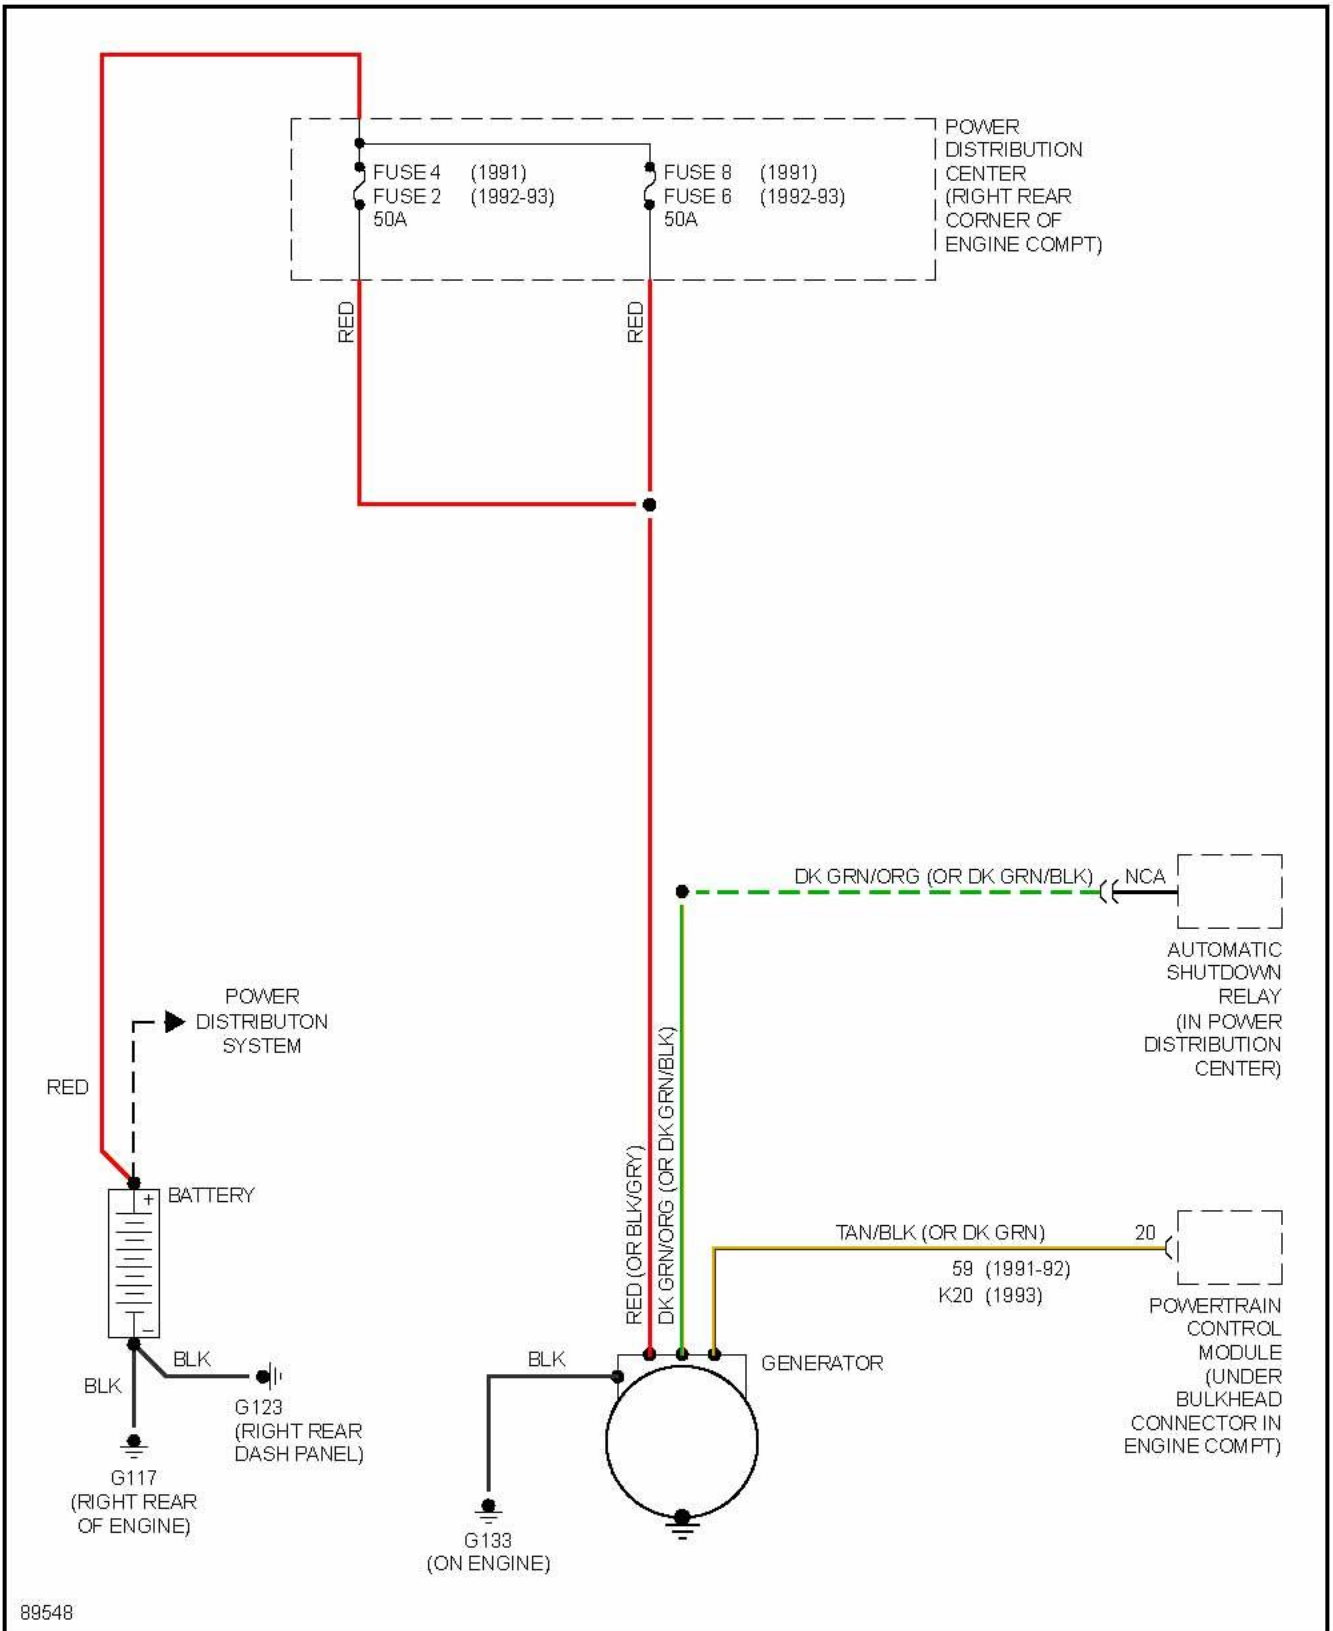 POWER
DISTRIBUTION
CENTER
(RIGHT REAR
CORNER OF
ENGINE COMPT)
FUSE 4 (1991)
FUSE 2 (1992-93)
50A
FUSE 8 (1991)
FUSE 6 (1992-93)
50A
RED
RED
DK GRN/ORG (OR DK GRN/BLK)
NCA
AUTOMATIC
SHUTDOWN
RELAY
(IN POWER
DISTRIBUTION
CENTER)
POWER
DISTRIBUTON
SYSTEM
RED
+
BATTERY
–
RED (OR BLK/GRY)
DK GRN/ORG (OR DK GRN/BLK)
TAN/BLK (OR DK GRN)
20
59 (1991-92)
K20 (1993)
POWERTRAIN
CONTROL
MODULE
(UNDER
BULKHEAD
CONNECTOR IN
ENGINE COMPT)
BLK
BLK
G123
(RIGHT REAR
DASH PANEL)
G117
(RIGHT REAR
OF ENGINE)
BLK
GENERATOR
G133
(ON ENGINE)
89548